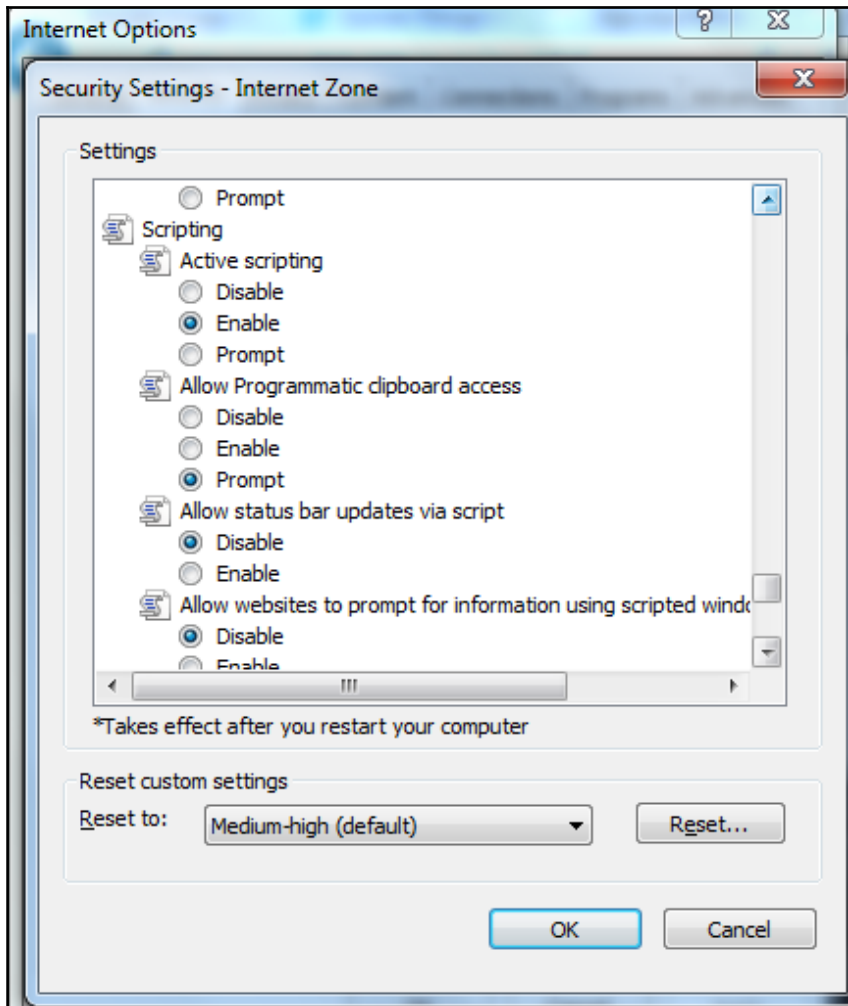 Internet Options
Security Settings - Internet Zone
Settings
Prompt
Scripting
Active scripting
Disable
Enable
Prompt
Allow Programmatic clipboard access
Disable
Enable
Prompt
Allow status bar updates via script
Disable
Enable
Allow websites to prompt for information using scripted windo
Disable
Enable
*Takes effect after you restart your computer
Reset custom settings
Reset to:
Medium-high (default)
Reset...
OK
Cancel